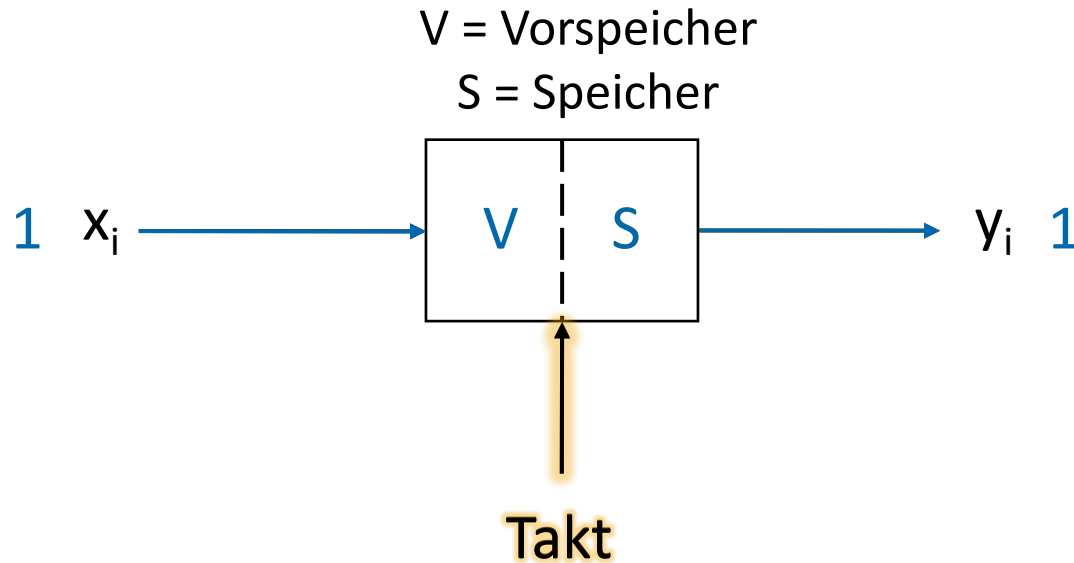 V = Vorspeicher
S = Speicher
1 xᵢ V S yᵢ 1
Takt